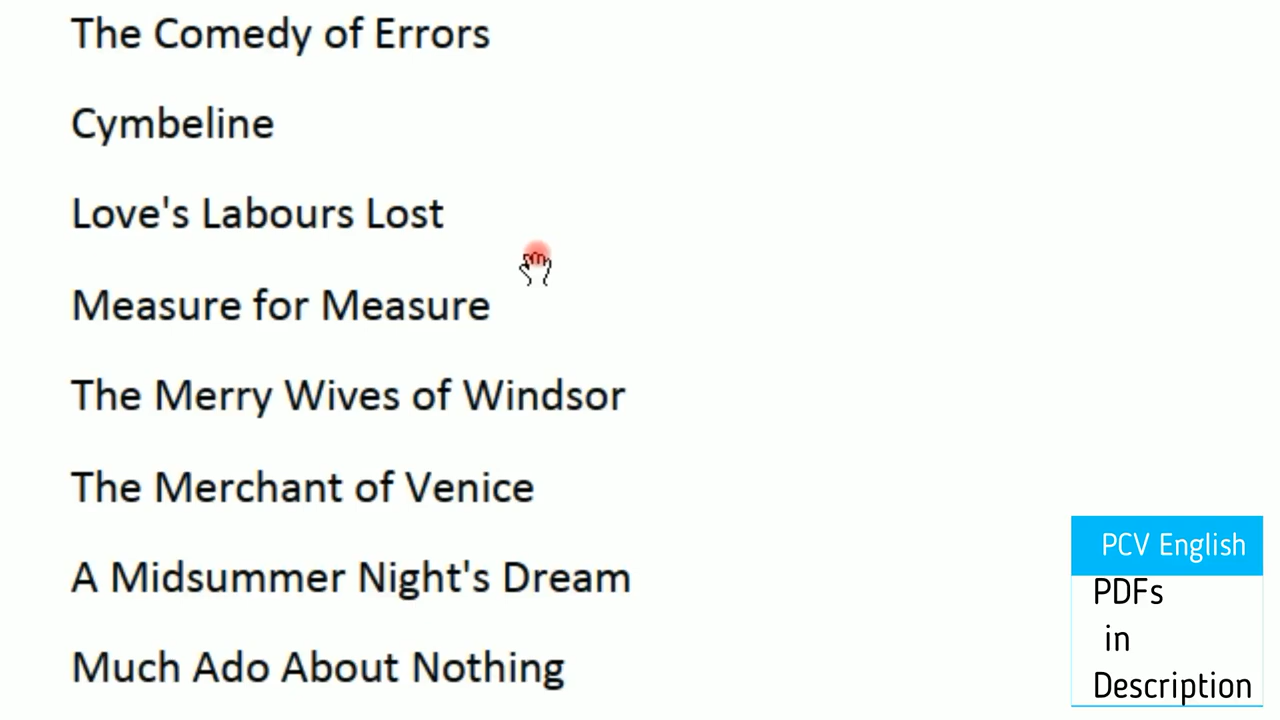 The Comedy of Errors
Cymbeline
Love's Labours Lost
Measure for Measure
The Merry Wives of Windsor
The Merchant of Venice
A Midsummer Night's Dream
Much Ado About Nothing
PCV English
PDFs
in
Description